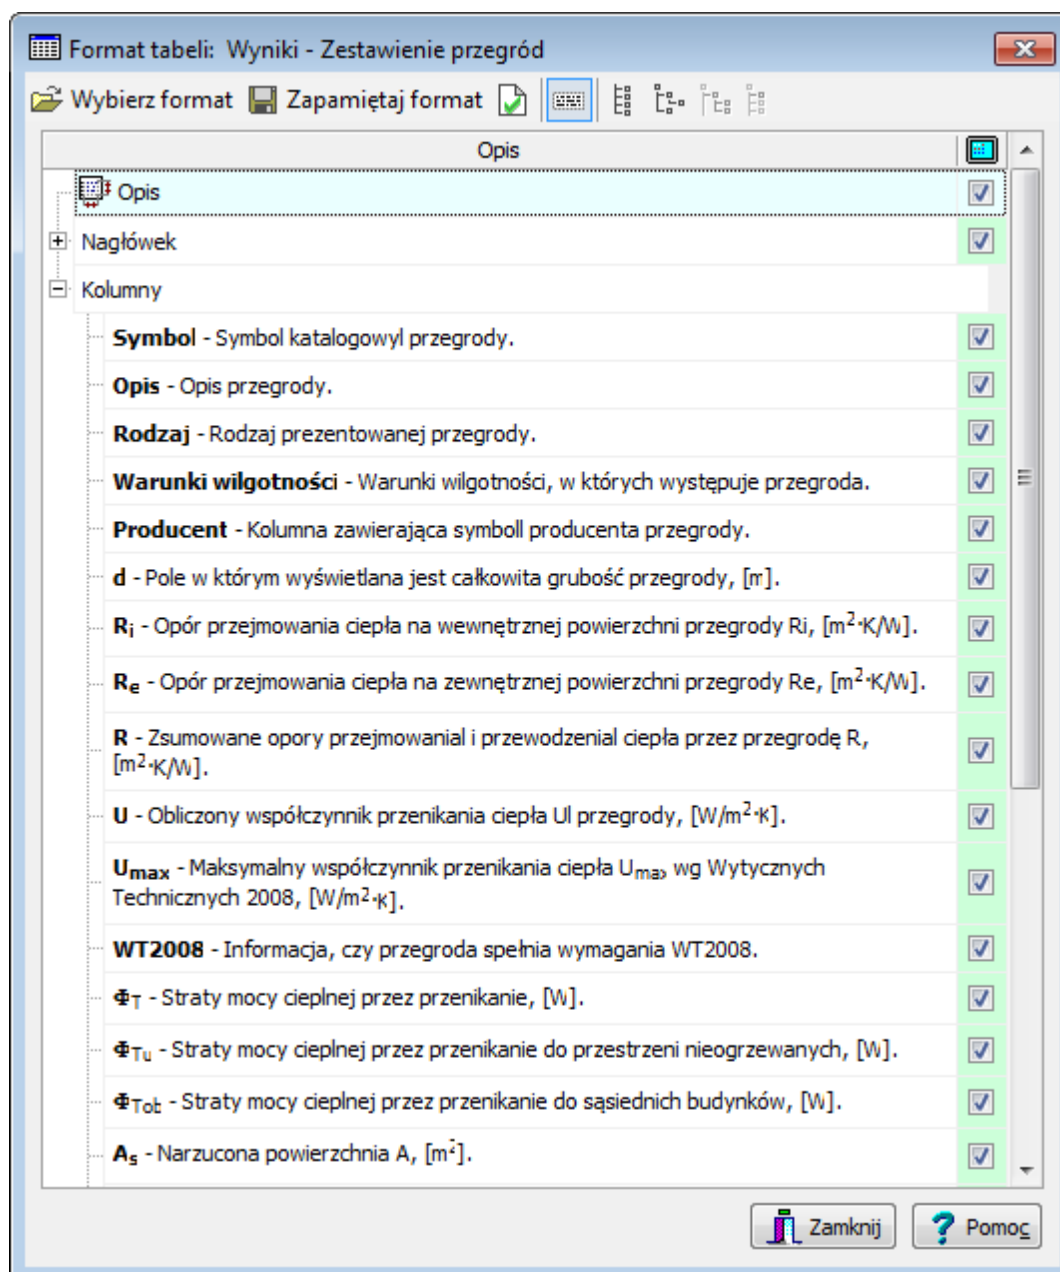 Format tabeli: Wyniki - Zestawienie przegród
Wybierz format Zapamiętaj format
Opis
Opis
Nagłówek
Kolumny
Symbol - Symbol katalogowyl przegrody.
Opis - Opis przegrody.
Rodzaj - Rodzaj prezentowanej przegrody.
Warunki wilgotności - Warunki wilgotności, w których występuje przegroda.
Producent - Kolumna zawierająca symboll producenta przegrody.
d - Pole w którym wyświetlana jest całkowita grubość przegrody, [m].
Ri - Opór przejmowania ciepła na wewnętrznej powierzchni przegrody Ri, [m²·K/W].
Re - Opór przejmowania ciepła na zewnętrznej powierzchni przegrody Re, [m²·K/W].
R - Zsumowane opory przejmowanial i przewodzenial ciepła przez przegrodę R,
[m²·K/W].
U - Obliczony współczynnik przenikania ciepła Ul przegrody, [W/m²·K].
Umax - Maksymalny współczynnik przenikania ciepła Umax wg Wytycznych
Technicznych 2008, [W/m²·K].
WT2008 - Informacja, czy przegroda spełnia wymagania WT2008.
ΦT - Straty mocy cieplnej przez przenikanie, [W].
ΦTu - Straty mocy cieplnej przez przenikanie do przestrzeni nieogrzewanych, [W].
ΦTob - Straty mocy cieplnej przez przenikanie do sąsiednich budynków, [W].
As - Narzucona powierzchnia A, [m²].
Zamknij Pomoc